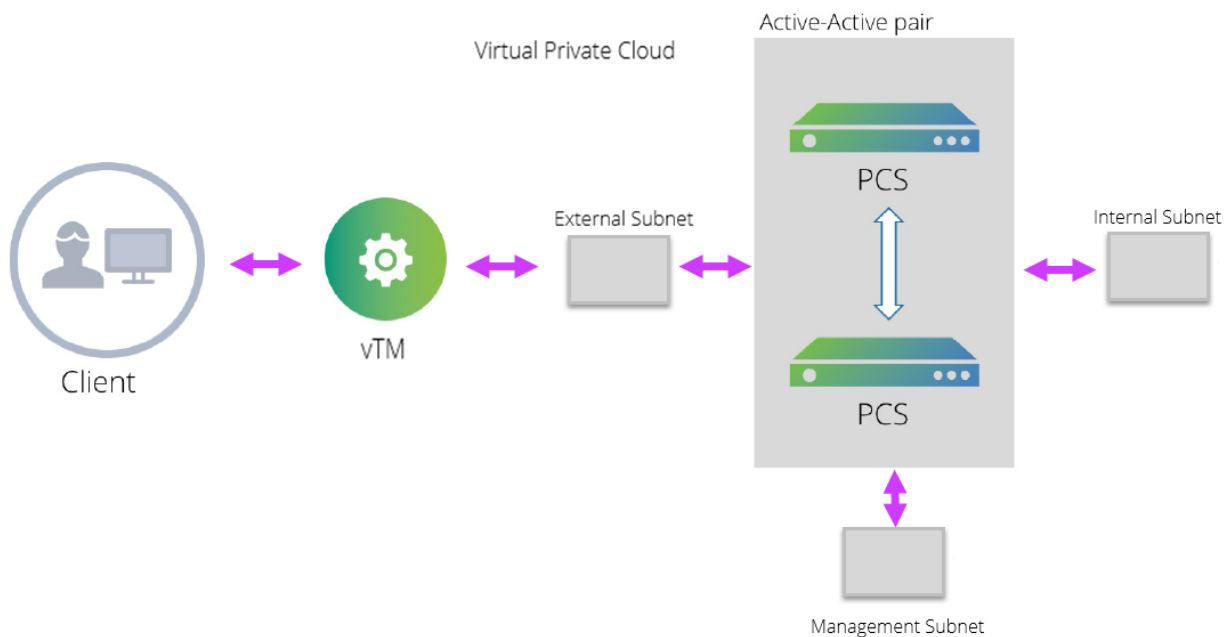 Active-Active pair
Virtual Private Cloud
PCS
External Subnet
Internal Subnet
vTM
Client
PCS
Management Subnet